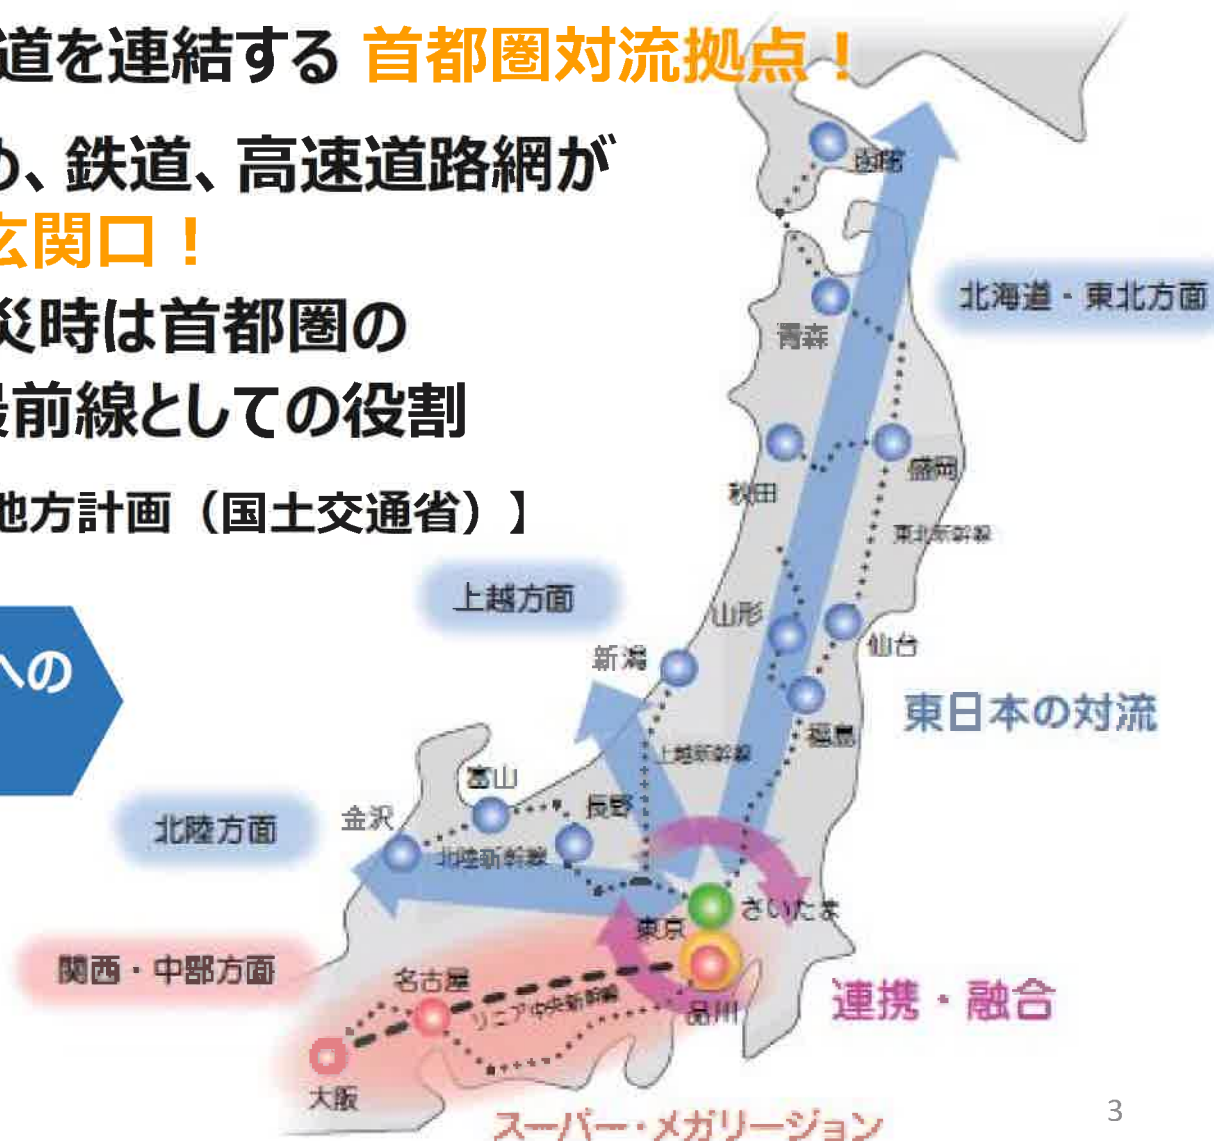 道を連結する 首都圏対流拠点！
め、鉄道、高速道路網が
玄関口！
災時は首都圏の
最前線としての役割
地方計画（国土交通省）】
への
函館
北海道・東北方面
青森
盛岡
秋田
東北新幹線
上越方面
山形
仙台
新潟
東日本の対流
福島
上越新幹線
富山
長野
金沢
北陸方面
北陸新幹線
さいたま
東京
関西・中部方面
名古屋
リニア中央新幹線
品川
連携・融合
大阪
スーパー・メガリージョン
3